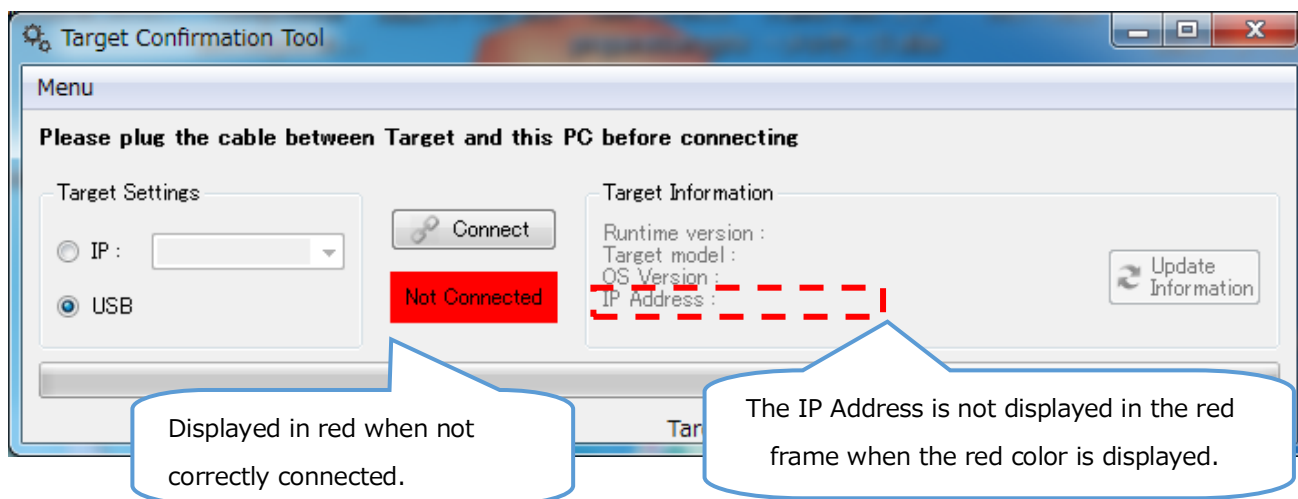 Target Confirmation Tool
Menu
Please plug the cable between Target and this PC before connecting
Target Settings
IP :
USB
Connect
Not Connected
Target Information
Runtime version :
Target model :
OS Version :
IP Address :
Update
Information
Displayed in red when not
correctly connected.
The IP Address is not displayed in the red
frame when the red color is displayed.